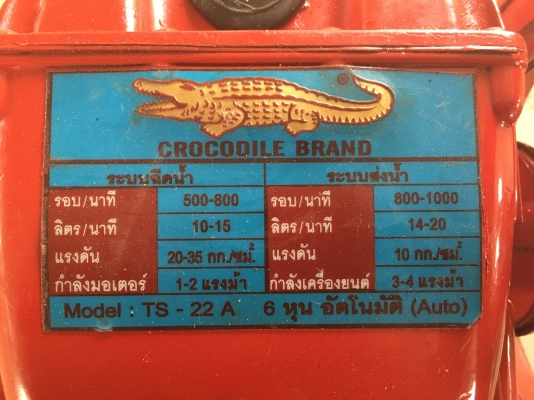 CROCODILE BRAND
ระบบฉีดน้ำ ระบบส่งน้ำ
รอบ/นาที 500-800 รอบ/นาที 800-1000
ลิตร/นาที 10-15 ลิตร/นาที 14-20
แรงดัน 20-35 กก./ซม² แรงดัน 10 กก./ซม²
กำลังมอเตอร์ 1-2 แรงม้า กำลังเครื่องยนต์ 3-4 แรงม้า
Model : TS - 22 A 6 หุน อัตโนมัติ (Auto)